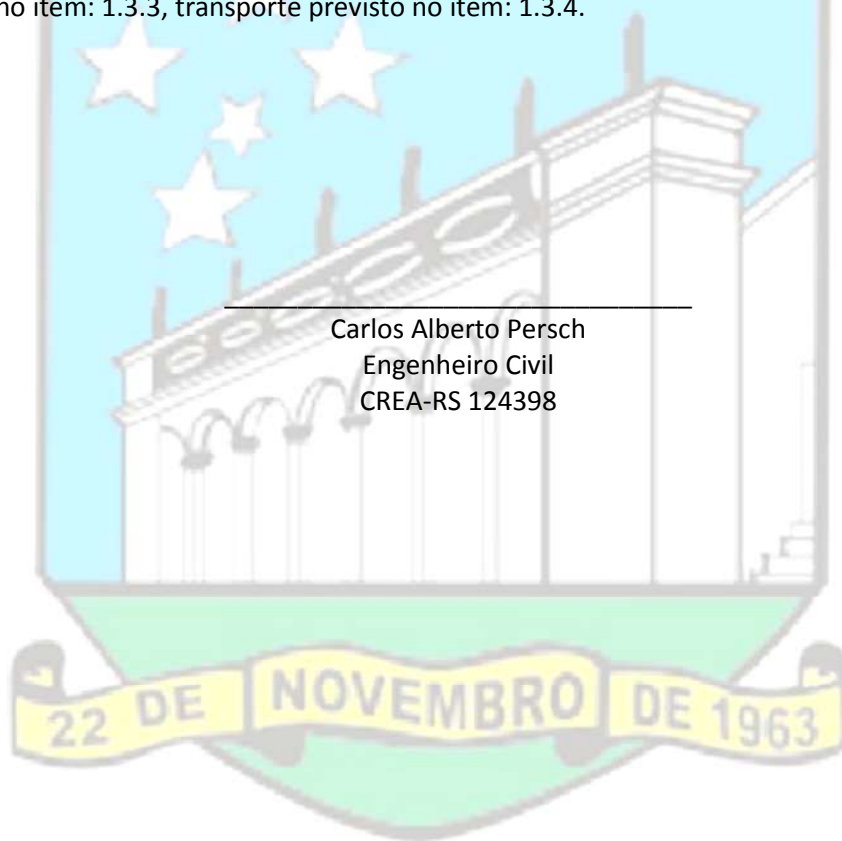 no item: 1.3.3, transporte previsto no item: 1.3.4.
Carlos Alberto Persch
Engenheiro Civil
CREA-RS 124398
22 DE NOVEMBRO DE 1963